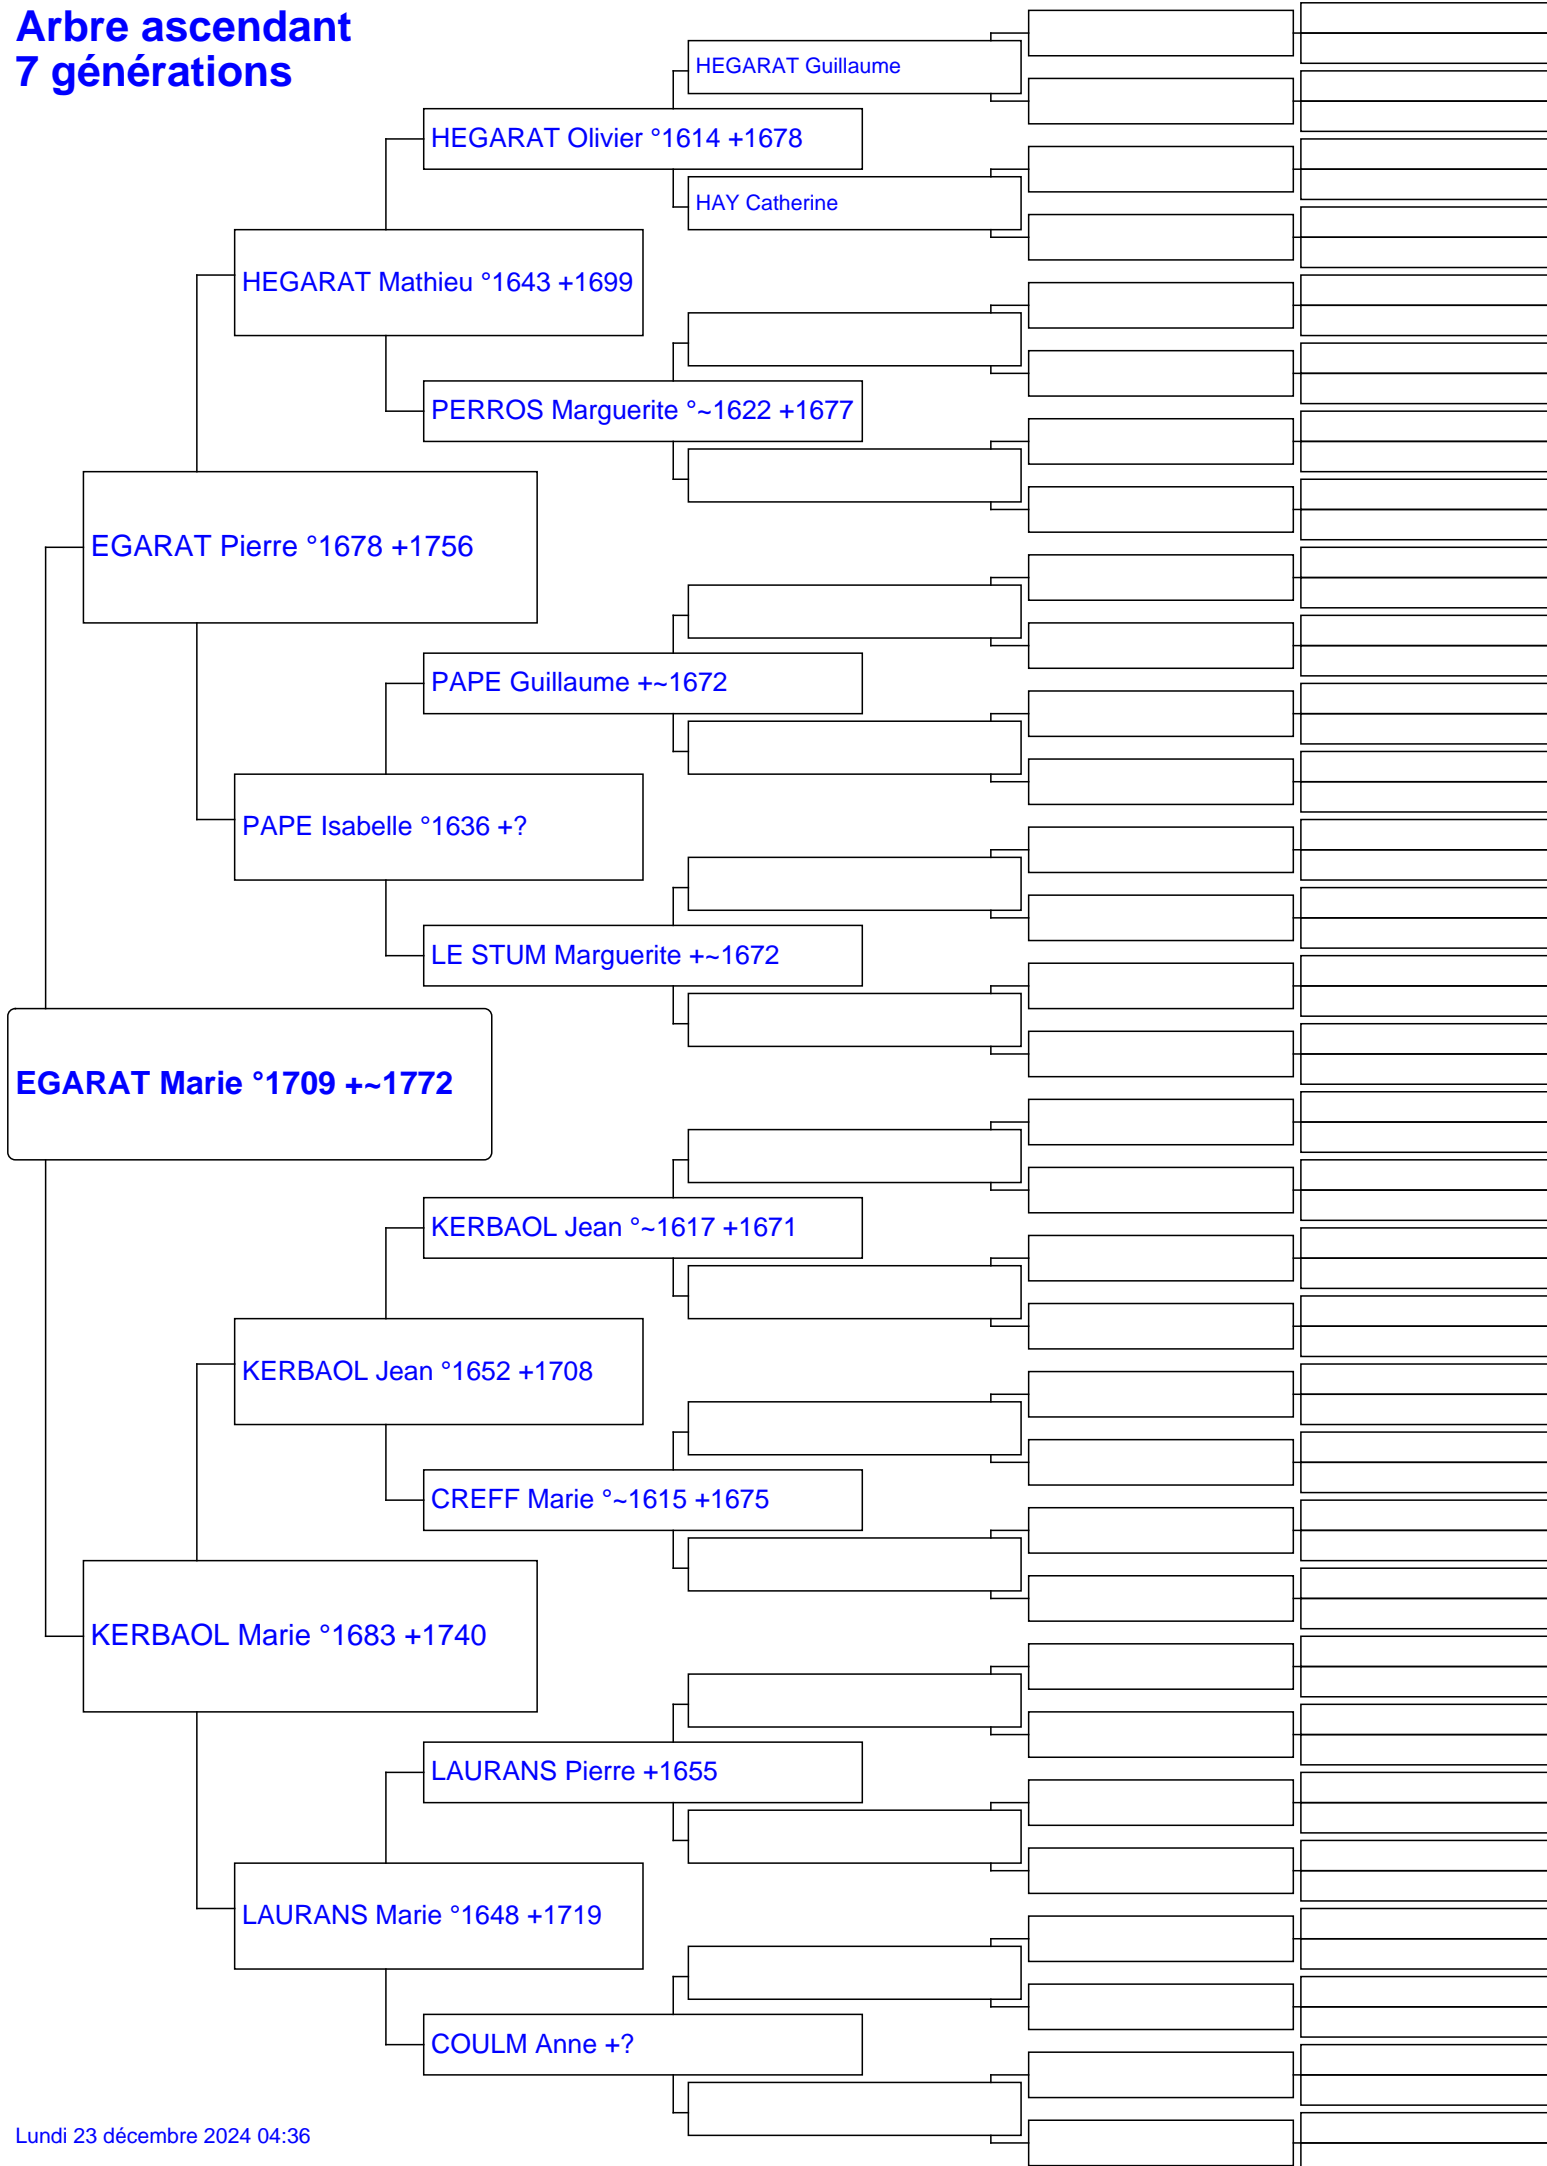 Arbre ascendant
7 générations
HEGARAT Guillaume
HEGARAT Olivier °1614 +1678
HAY Catherine
HEGARAT Mathieu °1643 +1699
PERROS Marguerite °~1622 +1677
EGARAT Pierre °1678 +1756
PAPE Guillaume +~1672
PAPE Isabelle °1636 +?
LE STUM Marguerite +~1672
EGARAT Marie °1709 +~1772
KERBAOL Jean °~1617 +1671
KERBAOL Jean °1652 +1708
CREFF Marie °~1615 +1675
KERBAOL Marie °1683 +1740
LAURANS Pierre +1655
LAURANS Marie °1648 +1719
COULM Anne +?
Lundi 23 décembre 2024 04:36